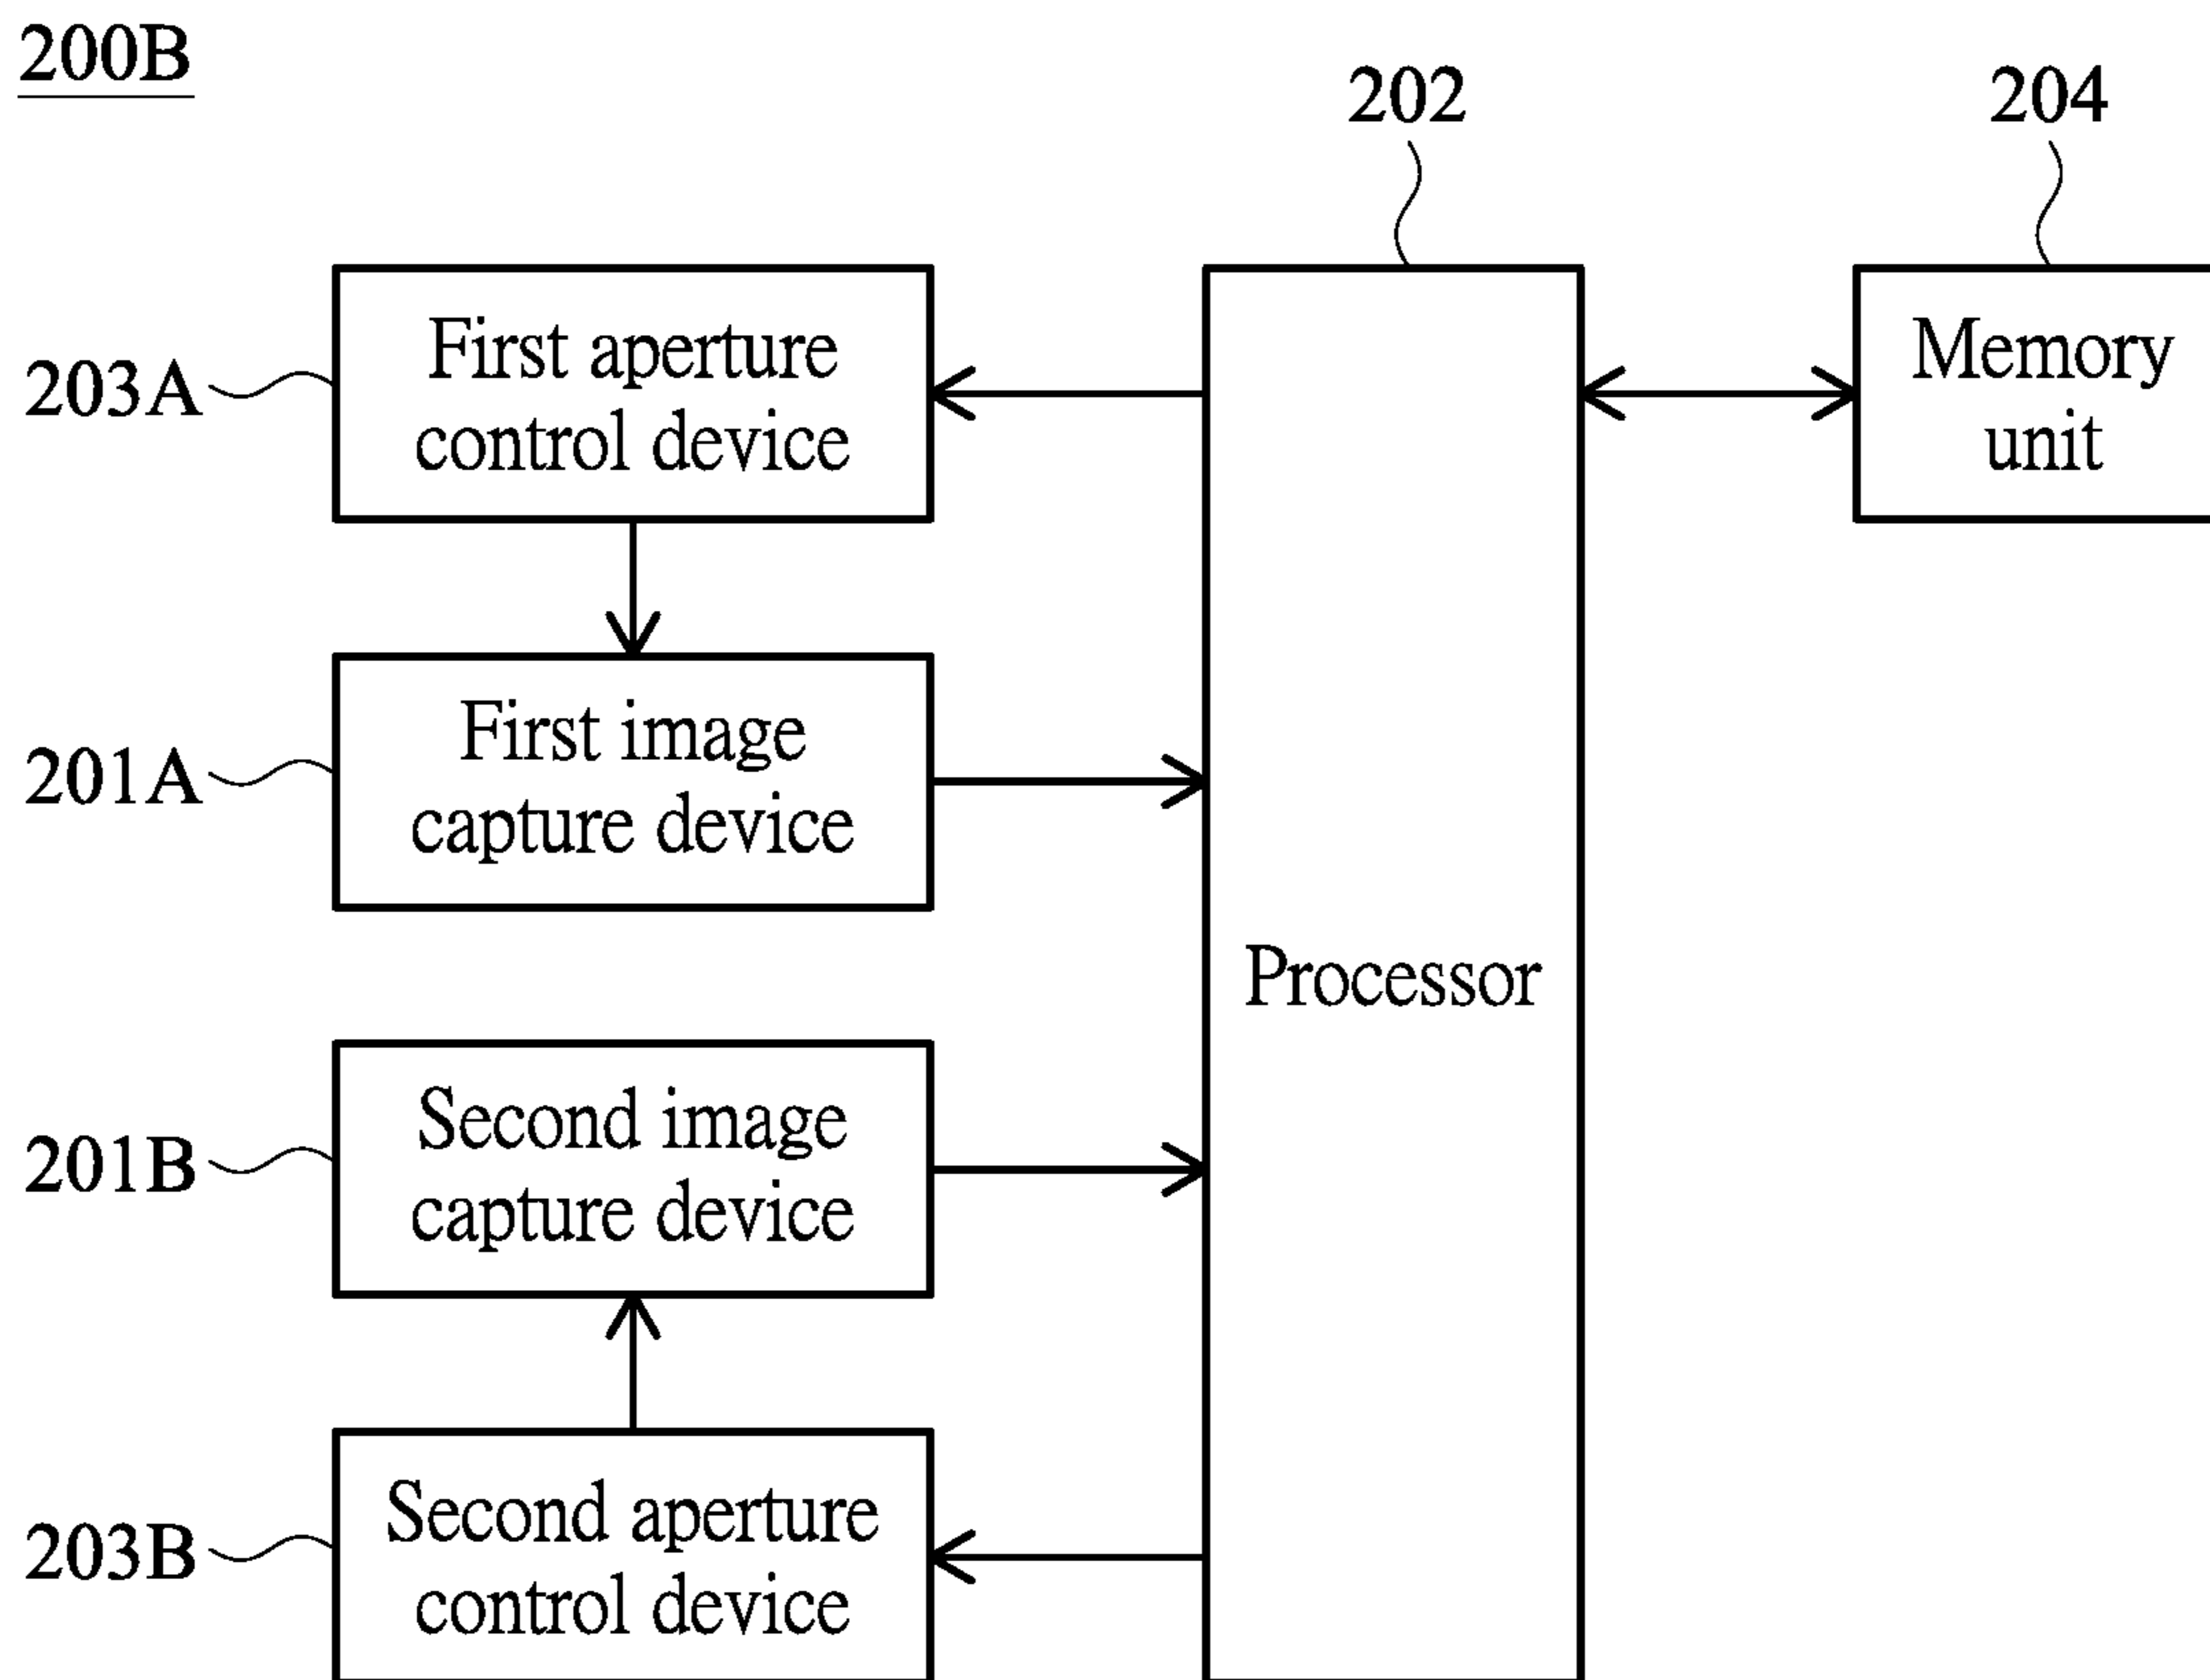 200B
202
204
203A
First aperture
control device
Memory
unit
201A
First image
capture device
Processor
201B
Second image
capture device
203B
Second aperture
control device